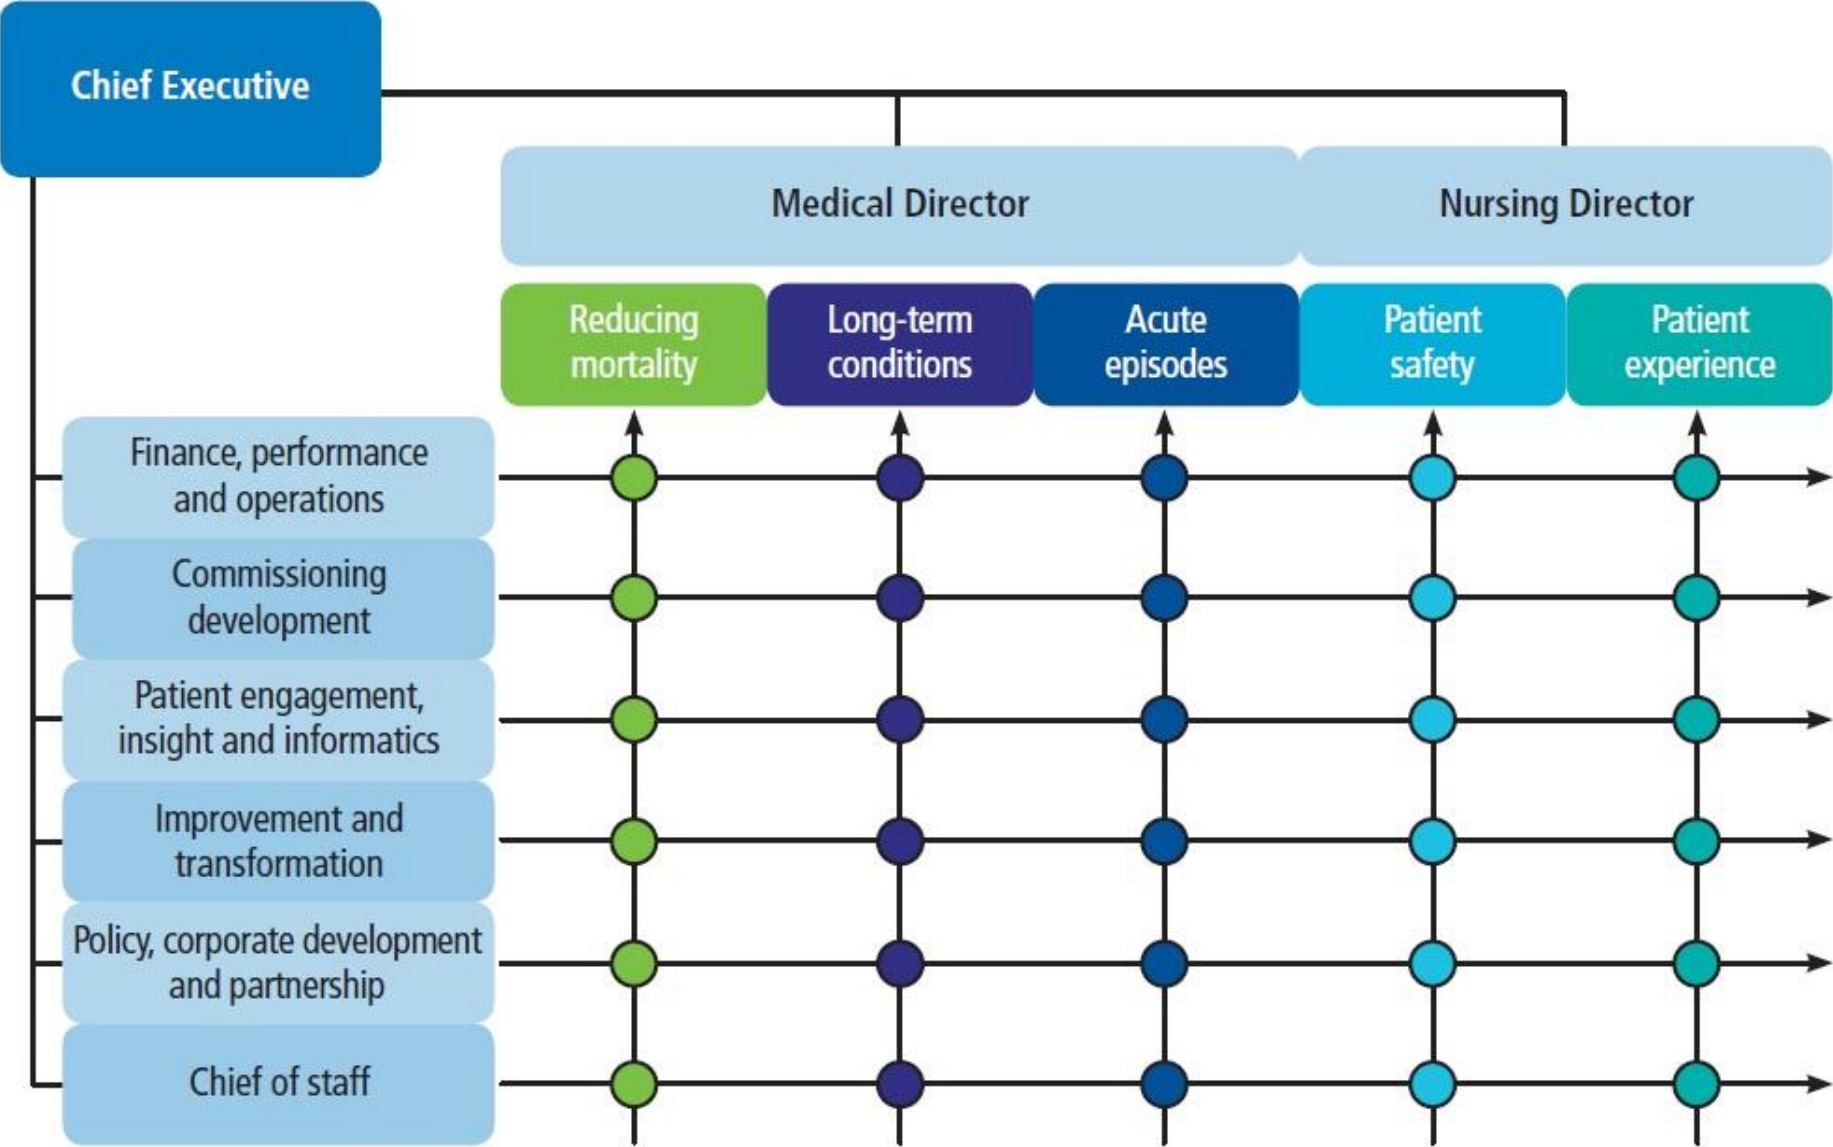 Chief Executive
Medical Director
Nursing Director
Reducing
mortality
Long-term
conditions
Acute
episodes
Patient
safety
Patient
experience
Finance, performance
and operations
Commissioning
development
Patient engagement,
insight and informatics
Improvement and
transformation
Policy, corporate development
and partnership
Chief of staff